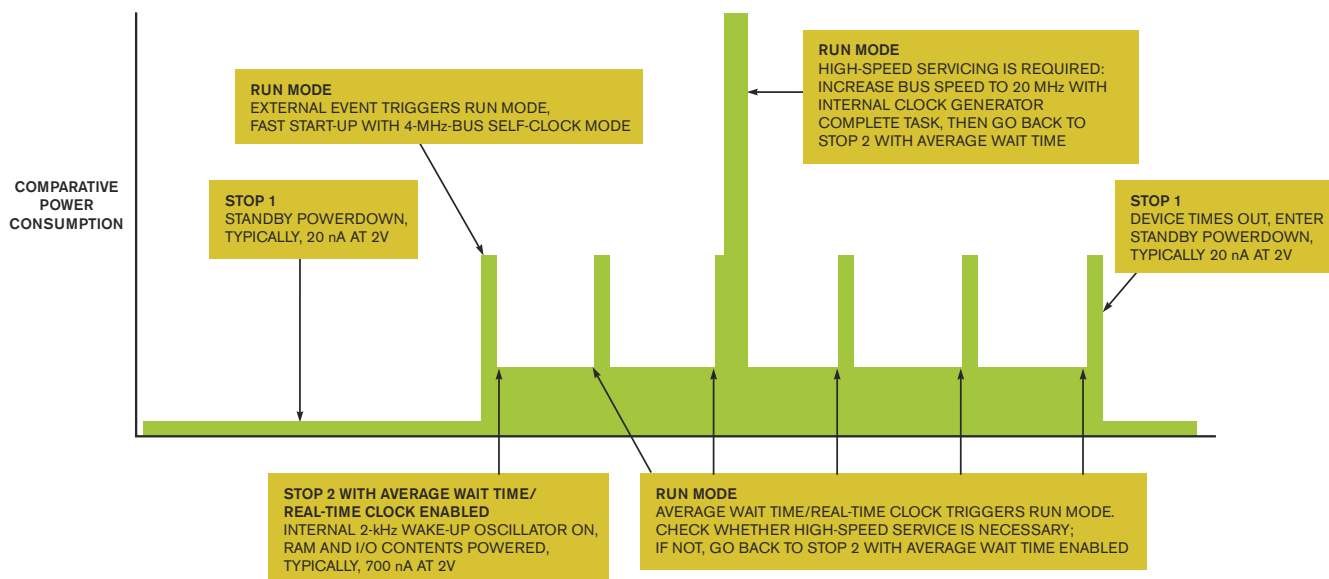 COMPARATIVE
POWER
CONSUMPTION
STOP 1
STANDBY POWERDOWN,
TYPICALLY, 20 nA AT 2V
RUN MODE
EXTERNAL EVENT TRIGGERS RUN MODE,
FAST START-UP WITH 4-MHz-BUS SELF-CLOCK MODE
RUN MODE
HIGH-SPEED SERVICING IS REQUIRED:
INCREASE BUS SPEED TO 20 MHz WITH
INTERNAL CLOCK GENERATOR
COMPLETE TASK, THEN GO BACK TO
STOP 2 WITH AVERAGE WAIT TIME
STOP 1
DEVICE TIMES OUT, ENTER
STANDBY POWERDOWN,
TYPICALLY 20 nA AT 2V
STOP 2 WITH AVERAGE WAIT TIME/
REAL-TIME CLOCK ENABLED
INTERNAL 2-kHz WAKE-UP OSCILLATOR ON,
RAM AND I/O CONTENTS POWERED,
TYPICALLY, 700 nA AT 2V
RUN MODE
AVERAGE WAIT TIME/REAL-TIME CLOCK TRIGGERS RUN MODE.
CHECK WHETHER HIGH-SPEED SERVICE IS NECESSARY;
IF NOT, GO BACK TO STOP 2 WITH AVERAGE WAIT TIME ENABLED